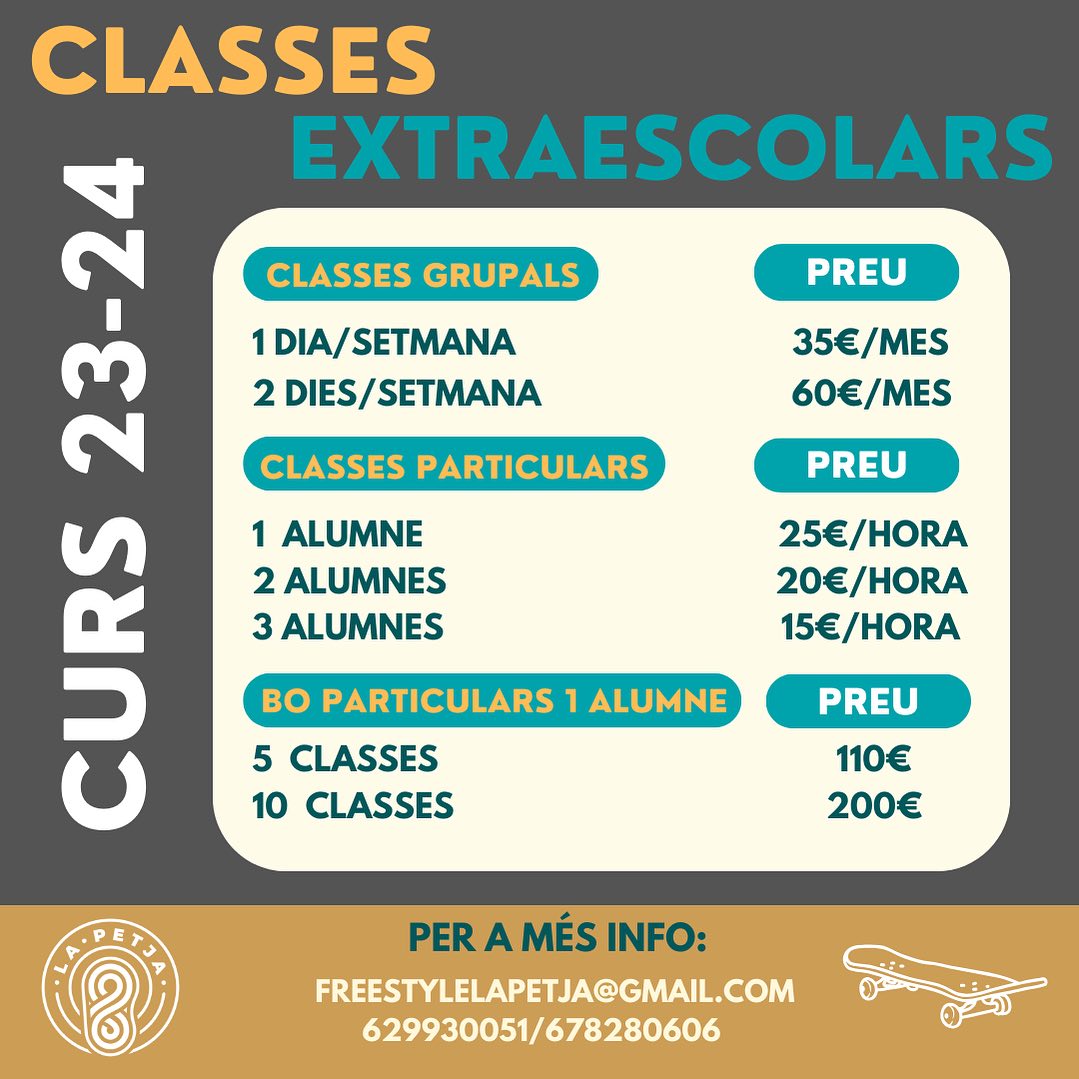 CLASSES
EXTRAESCOLARS
CURS 23-24
CLASSES GRUPALS PREU
1 DIA/SETMANA 35€/MES
2 DIES/SETMANA 60€/MES
CLASSES PARTICULARS PREU
1 ALUMNE 25€/HORA
2 ALUMNES 20€/HORA
3 ALUMNES 15€/HORA
BO PARTICULARS 1 ALUMNE PREU
5 CLASSES 110€
10 CLASSES 200€
LA·PETJA
PER A MÉS INFO:
FREESTYLELAPETJA@GMAIL.COM
629930051/678280606